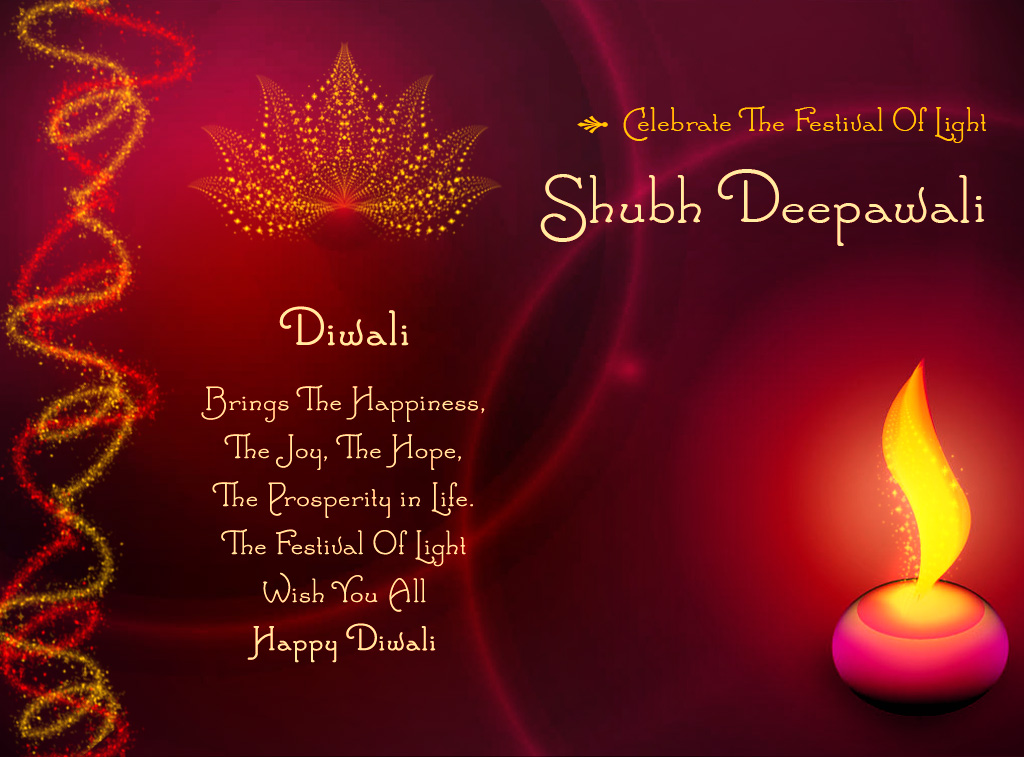 Celebrate The Festival Of Light
Shubh Deepawali
Diwali
Brings The Happiness,
The Joy, The Hope,
The Prosperity in Life.
The Festival Of Light
Wish You All
Happy Diwali